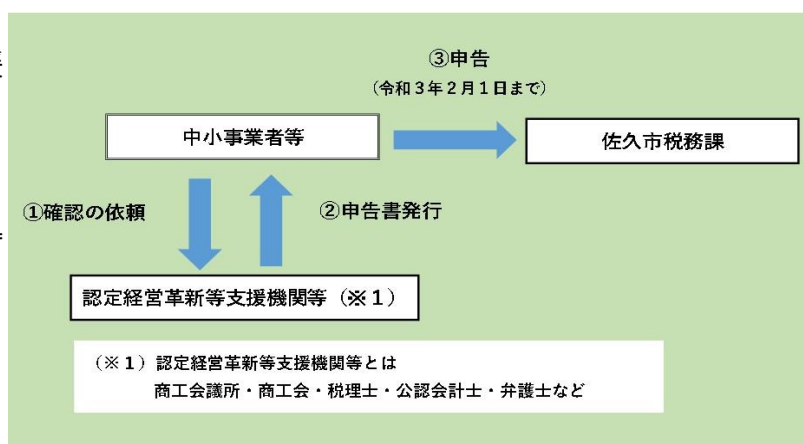 ③申告
(令和3年2月1日まで)
中小事業者等
佐久市税務課
①確認の依頼
②申告書発行
認定経営革新等支援機関等(※1)
(※1)認定経営革新等支援機関等とは
商工会議所・商工会・税理士・公認会計士・弁護士など